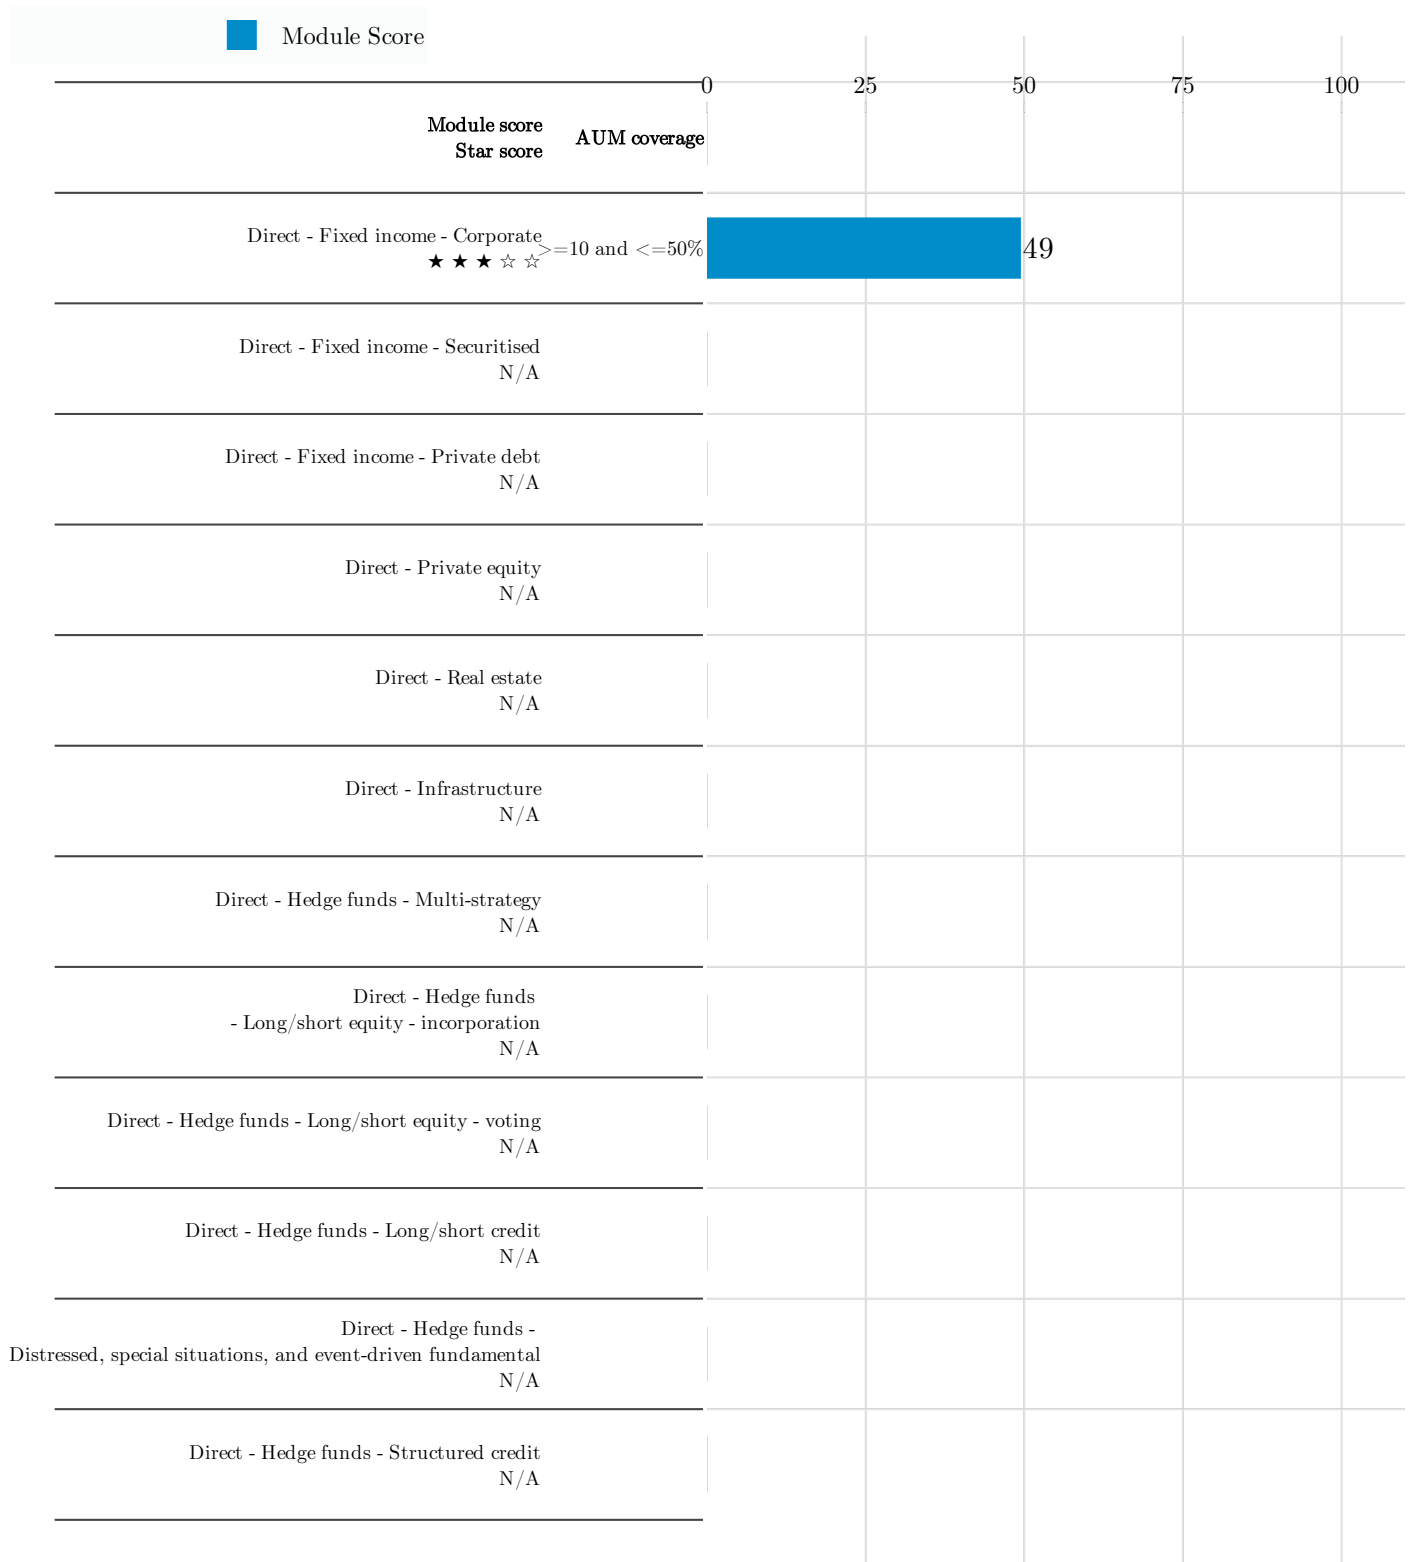 Module Score
0 25 50 75 100
Module score
Star score
AUM coverage
Direct - Fixed income - Corporate
★ ★ ★ ☆ ☆
>=10 and <=50%
49
Direct - Fixed income - Securitised
N/A
Direct - Fixed income - Private debt
N/A
Direct - Private equity
N/A
Direct - Real estate
N/A
Direct - Infrastructure
N/A
Direct - Hedge funds - Multi-strategy
N/A
Direct - Hedge funds
- Long/short equity - incorporation
N/A
Direct - Hedge funds - Long/short equity - voting
N/A
Direct - Hedge funds - Long/short credit
N/A
Direct - Hedge funds -
Distressed, special situations, and event-driven fundamental
N/A
Direct - Hedge funds - Structured credit
N/A